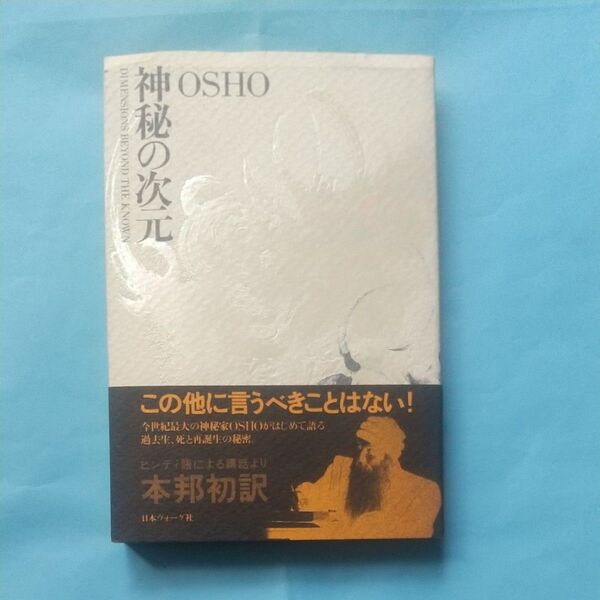 OSHO
神秘の次元
DIMENSIONS BEYOND THE KNOWN
この他に言うべきことはない!
今世紀最大の神秘家OSHOがはじめて語る
過去生、死と再誕生の秘密。
ヒンディ語による講話より
本邦初訳
日本ヴォーグ社